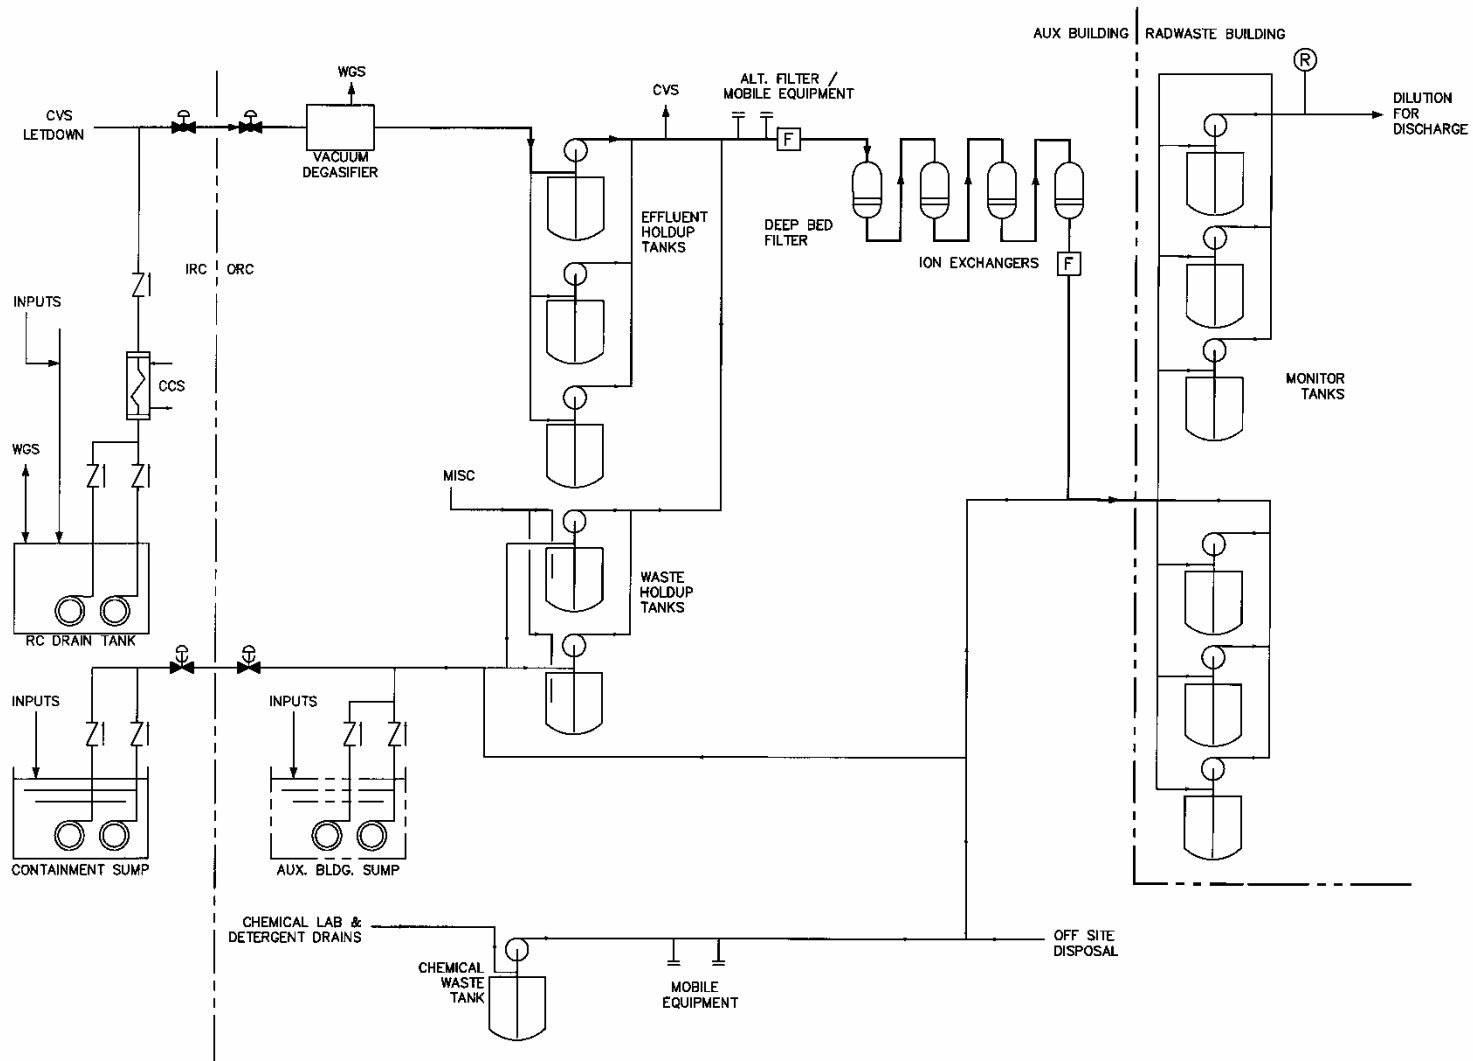 AUX BUILDING
RADWASTE BUILDING
R
WGS
CVS
ALT. FILTER /
MOBILE EQUIPMENT
CVS
LETDOWN
DILUTION
FOR
DISCHARGE
F
VACUUM
DEGASIFIER
EFFLUENT
HOLDUP
TANKS
DEEP BED
FILTER
ION EXCHANGERS
F
IRC
ORC
INPUTS
CCS
MONITOR
TANKS
WGS
MISC
WASTE
HOLDUP
TANKS
RC DRAIN TANK
INPUTS
INPUTS
CONTAINMENT SUMP
AUX. BLDG. SUMP
CHEMICAL LAB &
DETERGENT DRAINS
OFF SITE
DISPOSAL
CHEMICAL
WASTE
TANK
MOBILE
EQUIPMENT